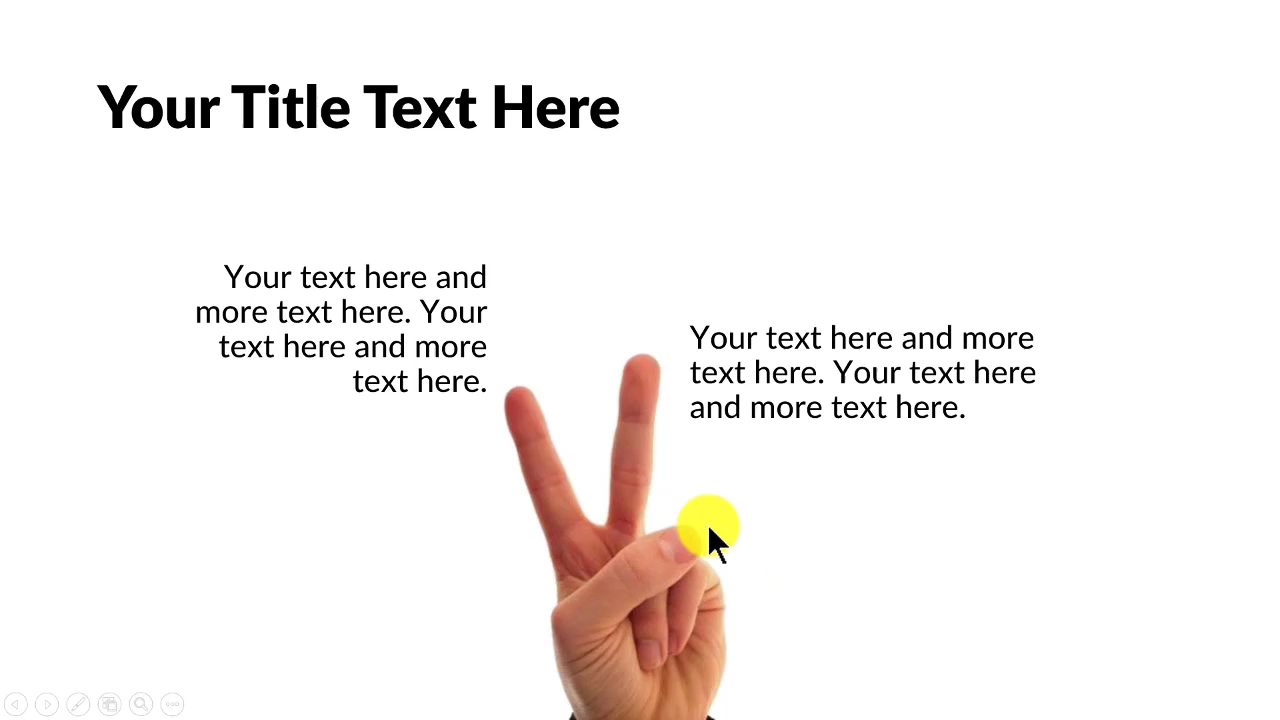 Your Title Text Here
Your text here and
more text here. Your
text here and more
text here.
Your text here and more
text here. Your text here
and more text here.